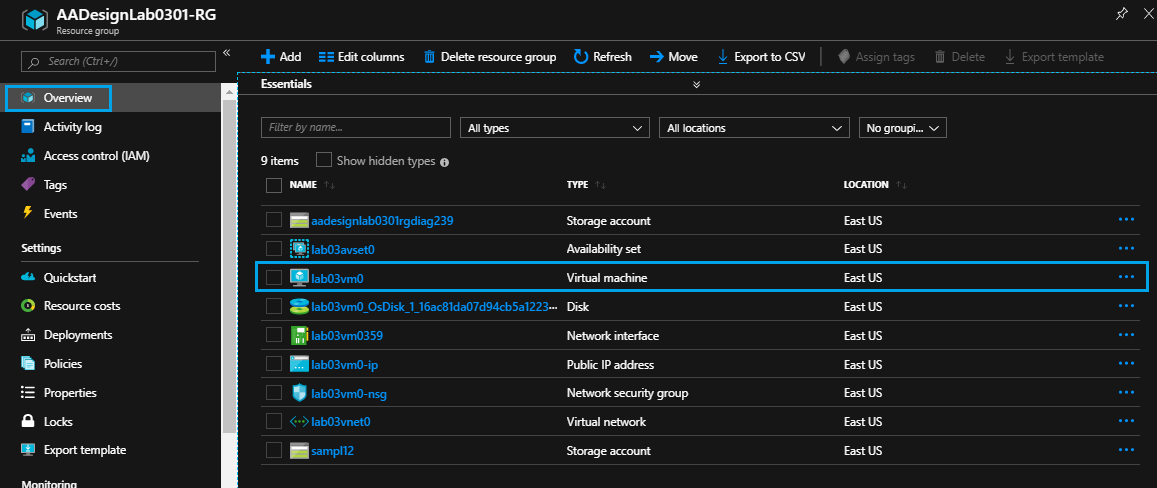 AADesignLab0301-RG
Resource group
Search (Ctrl+/)
Overview
Activity log
Access control (IAM)
Tags
Events
Settings
Quickstart
Resource costs
Deployments
Policies
Properties
Locks
Export template
Monitoring
Add Edit columns Delete resource group Refresh Move Export to CSV Assign tags Delete Export template
Essentials
Filter by name... All types All locations No groupi...
9 items Show hidden types
NAME TYPE LOCATION
aadesignlab0301rgdiag239 Storage account East US
lab03avset0 Availability set East US
lab03vm0 Virtual machine East US
lab03vm0_OsDisk_1_16ac81da07d94cb5a1223... Disk East US
lab03vm0359 Network interface East US
lab03vm0-ip Public IP address East US
lab03vm0-nsg Network security group East US
lab03vnet0 Virtual network East US
sampl12 Storage account East US